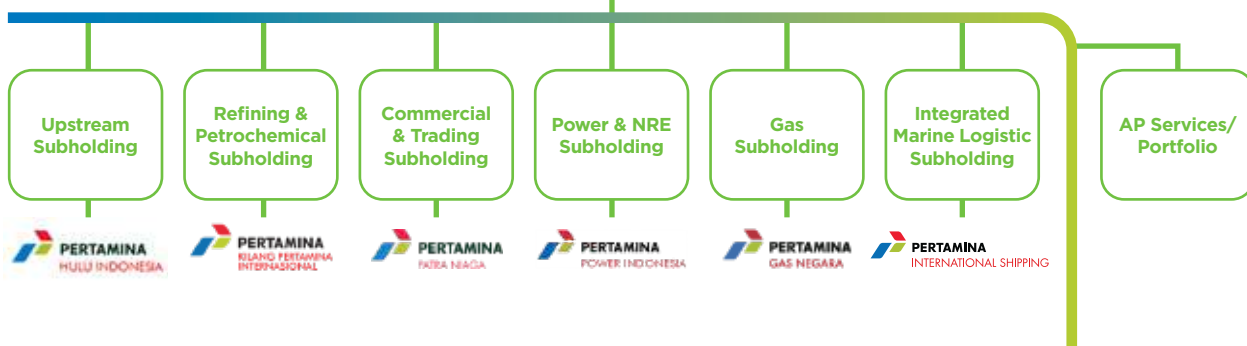 Upstream
Subholding
Refining &
Petrochemical
Subholding
Commercial
& Trading
Subholding
Power & NRE
Subholding
Gas
Subholding
Integrated
Marine Logistic
Subholding
AP Services/
Portfolio
PERTAMINA
HULU INDONESIA
PERTAMINA
KILANG PERTAMINA
INTERNASIONAL
PERTAMINA
PATRA NIAGA
PERTAMINA
POWER INDONESIA
PERTAMINA
GAS NEGARA
PERTAMINA
INTERNATIONAL SHIPPING